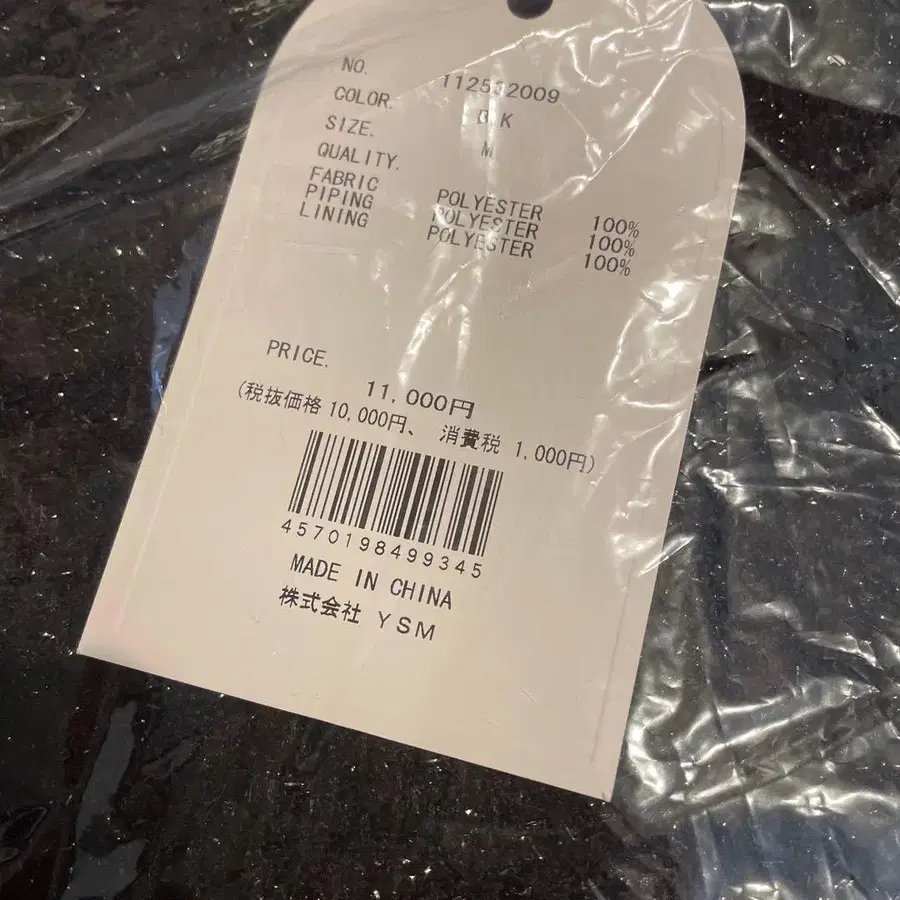 NO. 112522009
COLOR. BK
SIZE. M
QUALITY.
FABRIC POLYESTER 100%
PIPING POLYESTER 100%
LINING POLYESTER 100%
PRICE.
11,000円
(税抜価格 10,000円、 消費税 1,000円)
4570198499345
MADE IN CHINA
株式会社 YSM